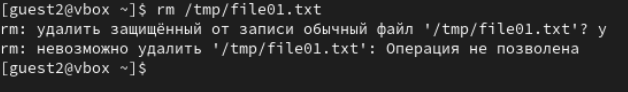 [guest2@vbox ~]$ rm /tmp/file01.txt
rm: удалить защищённый от записи обычный файл '/tmp/file01.txt'? y
rm: невозможно удалить '/tmp/file01.txt': Операция не позволена
[guest2@vbox ~]$